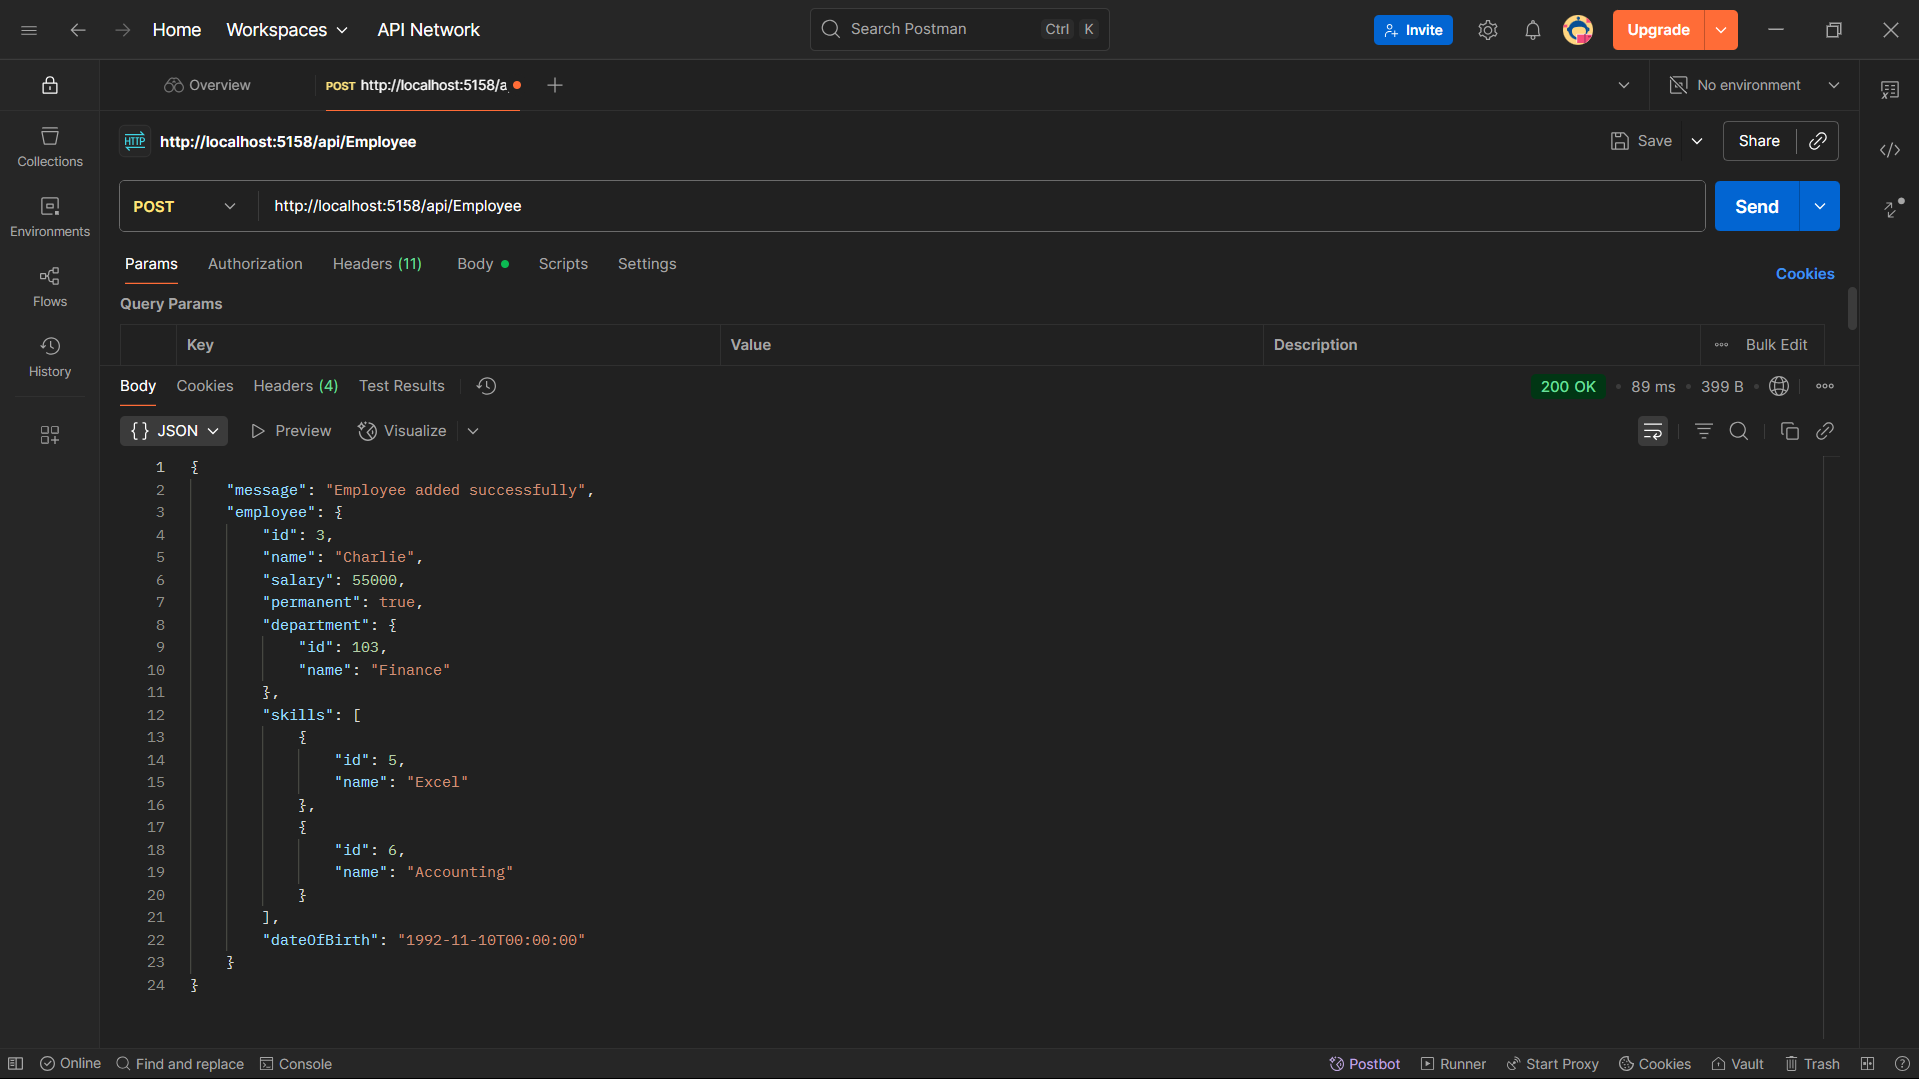 Home Workspaces API Network Search Postman Ctrl K Invite Upgrade
Overview POST http://localhost:5158/a No environment
HTTP http://localhost:5158/api/Employee Save Share
Collections
POST http://localhost:5158/api/Employee Send
Environments
Params Authorization Headers (11) Body Scripts Settings Cookies
Flows
Query Params
Key Value Description Bulk Edit
History
Body Cookies Headers (4) Test Results 200 OK • 89 ms • 399 B
{} JSON Preview Visualize
1 {
2 "message": "Employee added successfully",
3 "employee": {
4 "id": 3,
5 "name": "Charlie",
6 "salary": 55000,
7 "permanent": true,
8 "department": {
9 "id": 103,
10 "name": "Finance"
11 },
12 "skills": [
13 {
14 "id": 5,
15 "name": "Excel"
16 },
17 {
18 "id": 6,
19 "name": "Accounting"
20 }
21 ],
22 "dateOfBirth": "1992-11-10T00:00:00"
23 }
24 }
Online Find and replace Console Postbot Runner Start Proxy Cookies Vault Trash